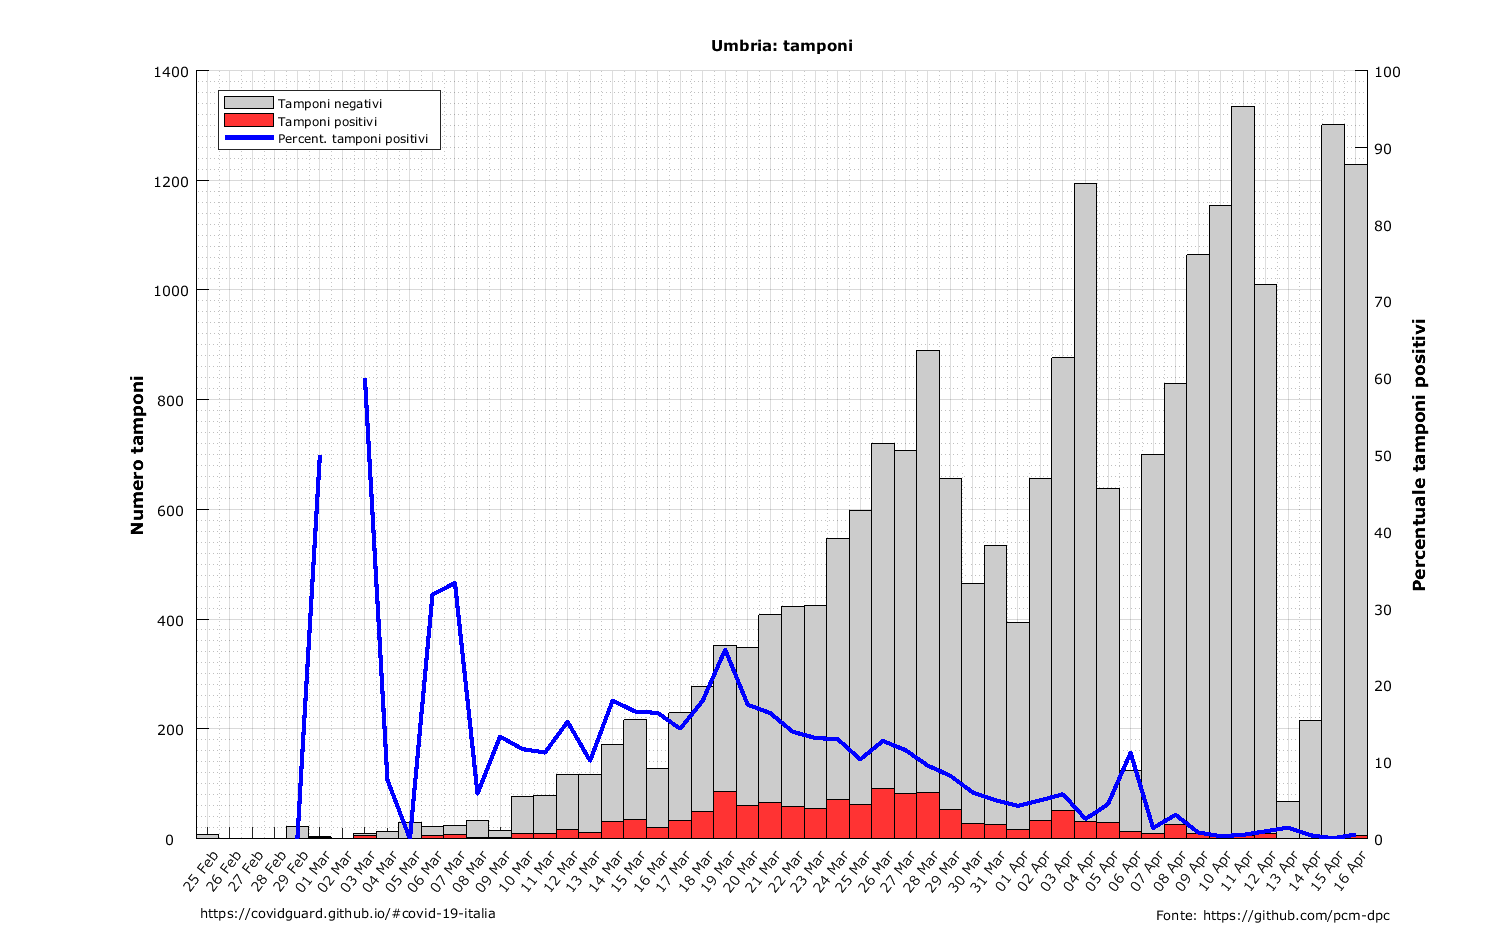 Umbria: tamponi
Tamponi negativi
Tamponi positivi
Percent. tamponi positivi
Numero tamponi
1400
1200
1000
800
600
400
200
0
100
90
80
70
60
50
40
30
20
10
0
Percentuale tamponi positivi
25 Feb
26 Feb
27 Feb
28 Feb
29 Feb
01 Mar
02 Mar
03 Mar
04 Mar
05 Mar
06 Mar
07 Mar
08 Mar
09 Mar
10 Mar
11 Mar
12 Mar
13 Mar
14 Mar
15 Mar
16 Mar
17 Mar
18 Mar
19 Mar
20 Mar
21 Mar
22 Mar
23 Mar
24 Mar
25 Mar
26 Mar
27 Mar
28 Mar
29 Mar
30 Mar
31 Mar
01 Apr
02 Apr
03 Apr
04 Apr
05 Apr
06 Apr
07 Apr
08 Apr
09 Apr
10 Apr
11 Apr
12 Apr
13 Apr
14 Apr
15 Apr
16 Apr
https://covidguard.github.io/#covid-19-italia
Fonte: https://github.com/pcm-dpc